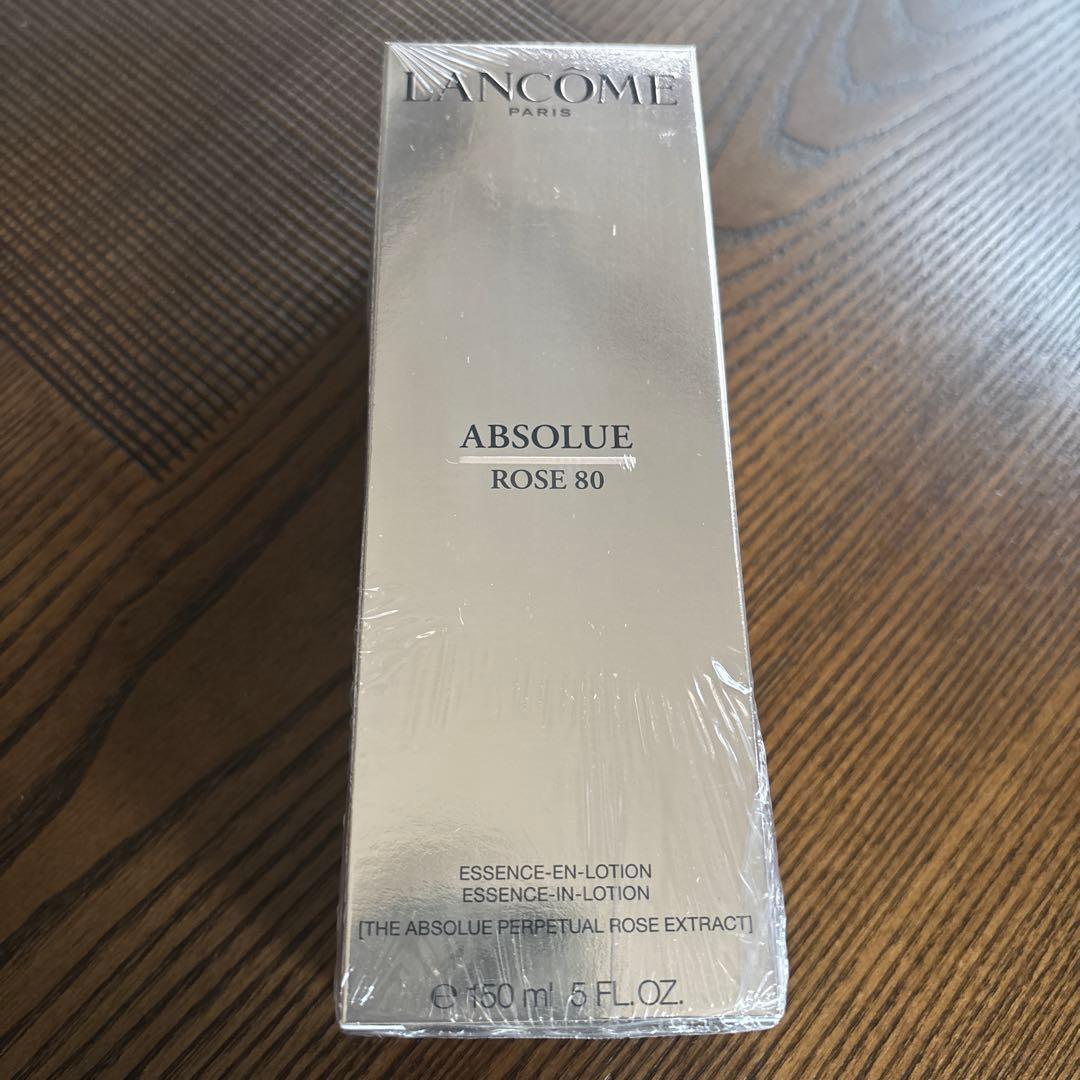 LANCÔME
PARIS
ABSOLUE
ROSE 80
ESSENCE-EN-LOTION
ESSENCE-IN-LOTION
[THE ABSOLUE PERPETUAL ROSE EXTRACT]
℮ 150 ml 5 FL.OZ.